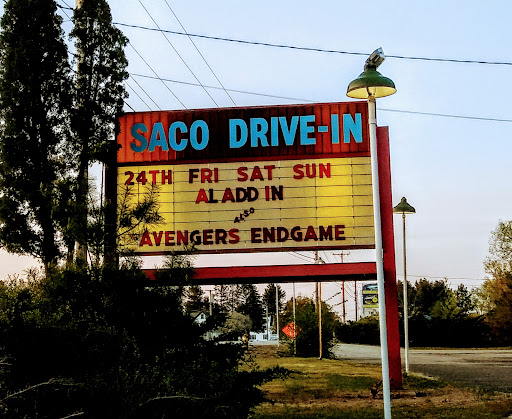 SACO DRIVE-IN
24TH FRI SAT SUN
ALADDIN
ALSO
AVENGERS ENDGAME